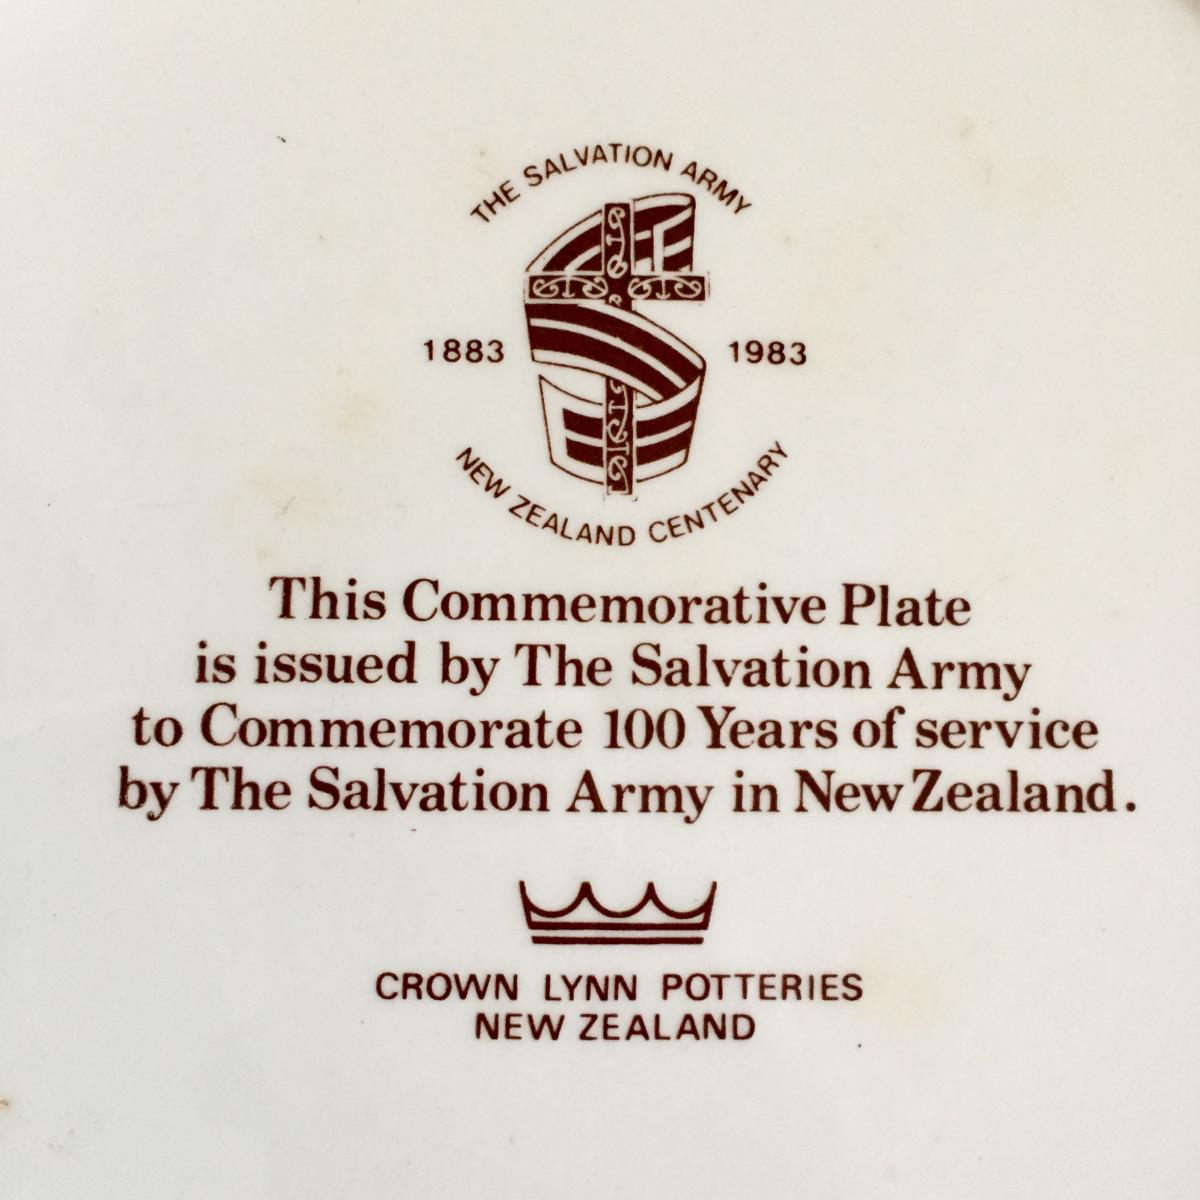 THE SALVATION ARMY
1883 1983
NEW ZEALAND CENTENARY
This Commemorative Plate
is issued by The Salvation Army
to Commemorate 100 Years of service
by The Salvation Army in New Zealand.
CROWN LYNN POTTERIES
NEW ZEALAND